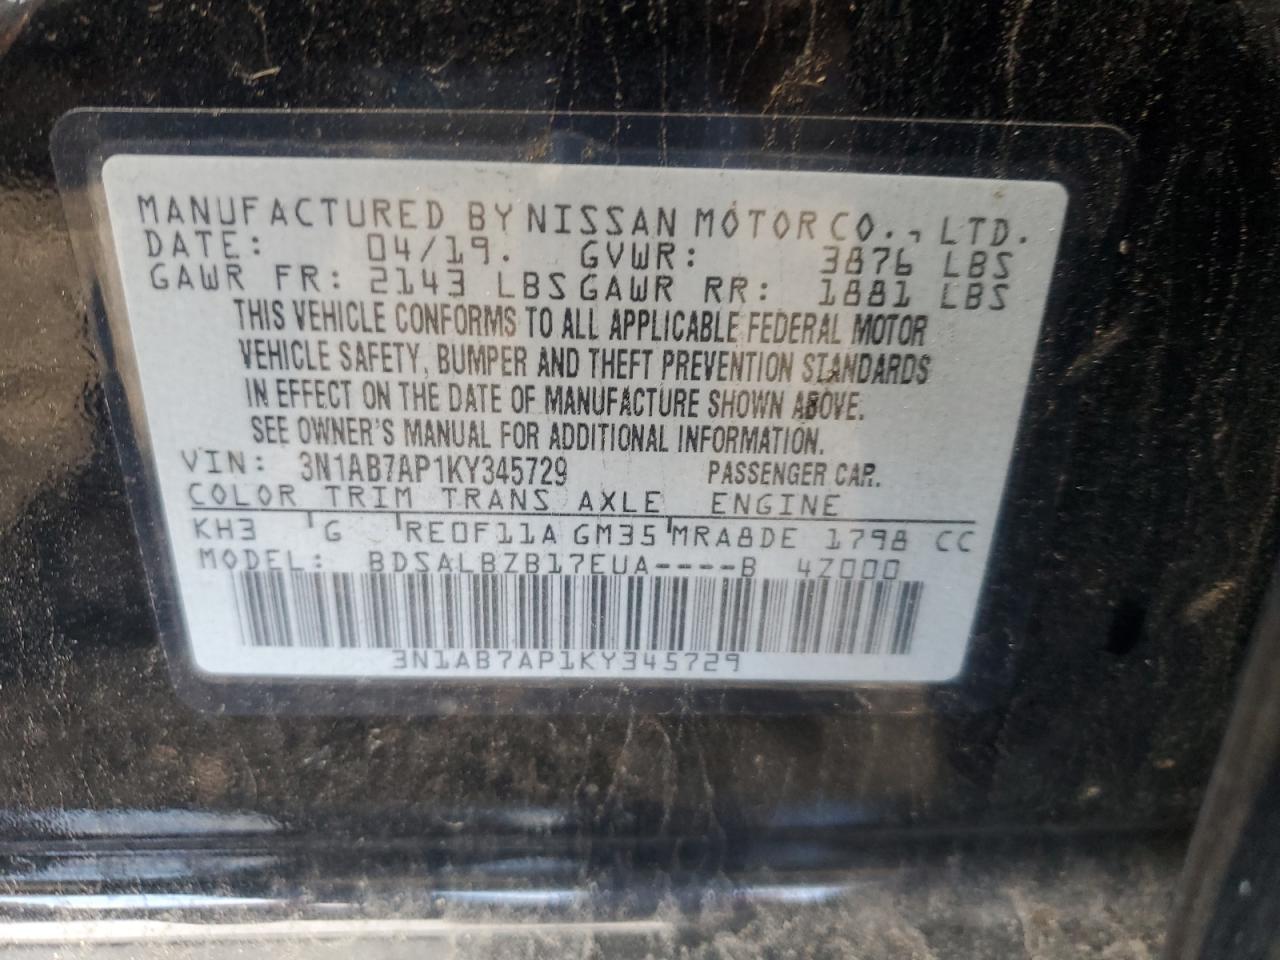 MANUFACTURED BY NISSAN MOTOR CO., LTD.
DATE: 04/19. GVWR: 3876 LBS
GAWR FR: 2143 LBS GAWR RR: 1881 LBS
THIS VEHICLE CONFORMS TO ALL APPLICABLE FEDERAL MOTOR
VEHICLE SAFETY, BUMPER AND THEFT PREVENTION STANDARDS
IN EFFECT ON THE DATE OF MANUFACTURE SHOWN ABOVE.
SEE OWNER'S MANUAL FOR ADDITIONAL INFORMATION.
VIN: 3N1AB7AP1KY345729 PASSENGER CAR.
COLOR TRIM TRANS AXLE ENGINE
KH3 G RE0F11A GM35 MRA8DE 1798 CC
MODEL: BDSALBZB17EUA----B 4Z000
3N1AB7AP1KY345729